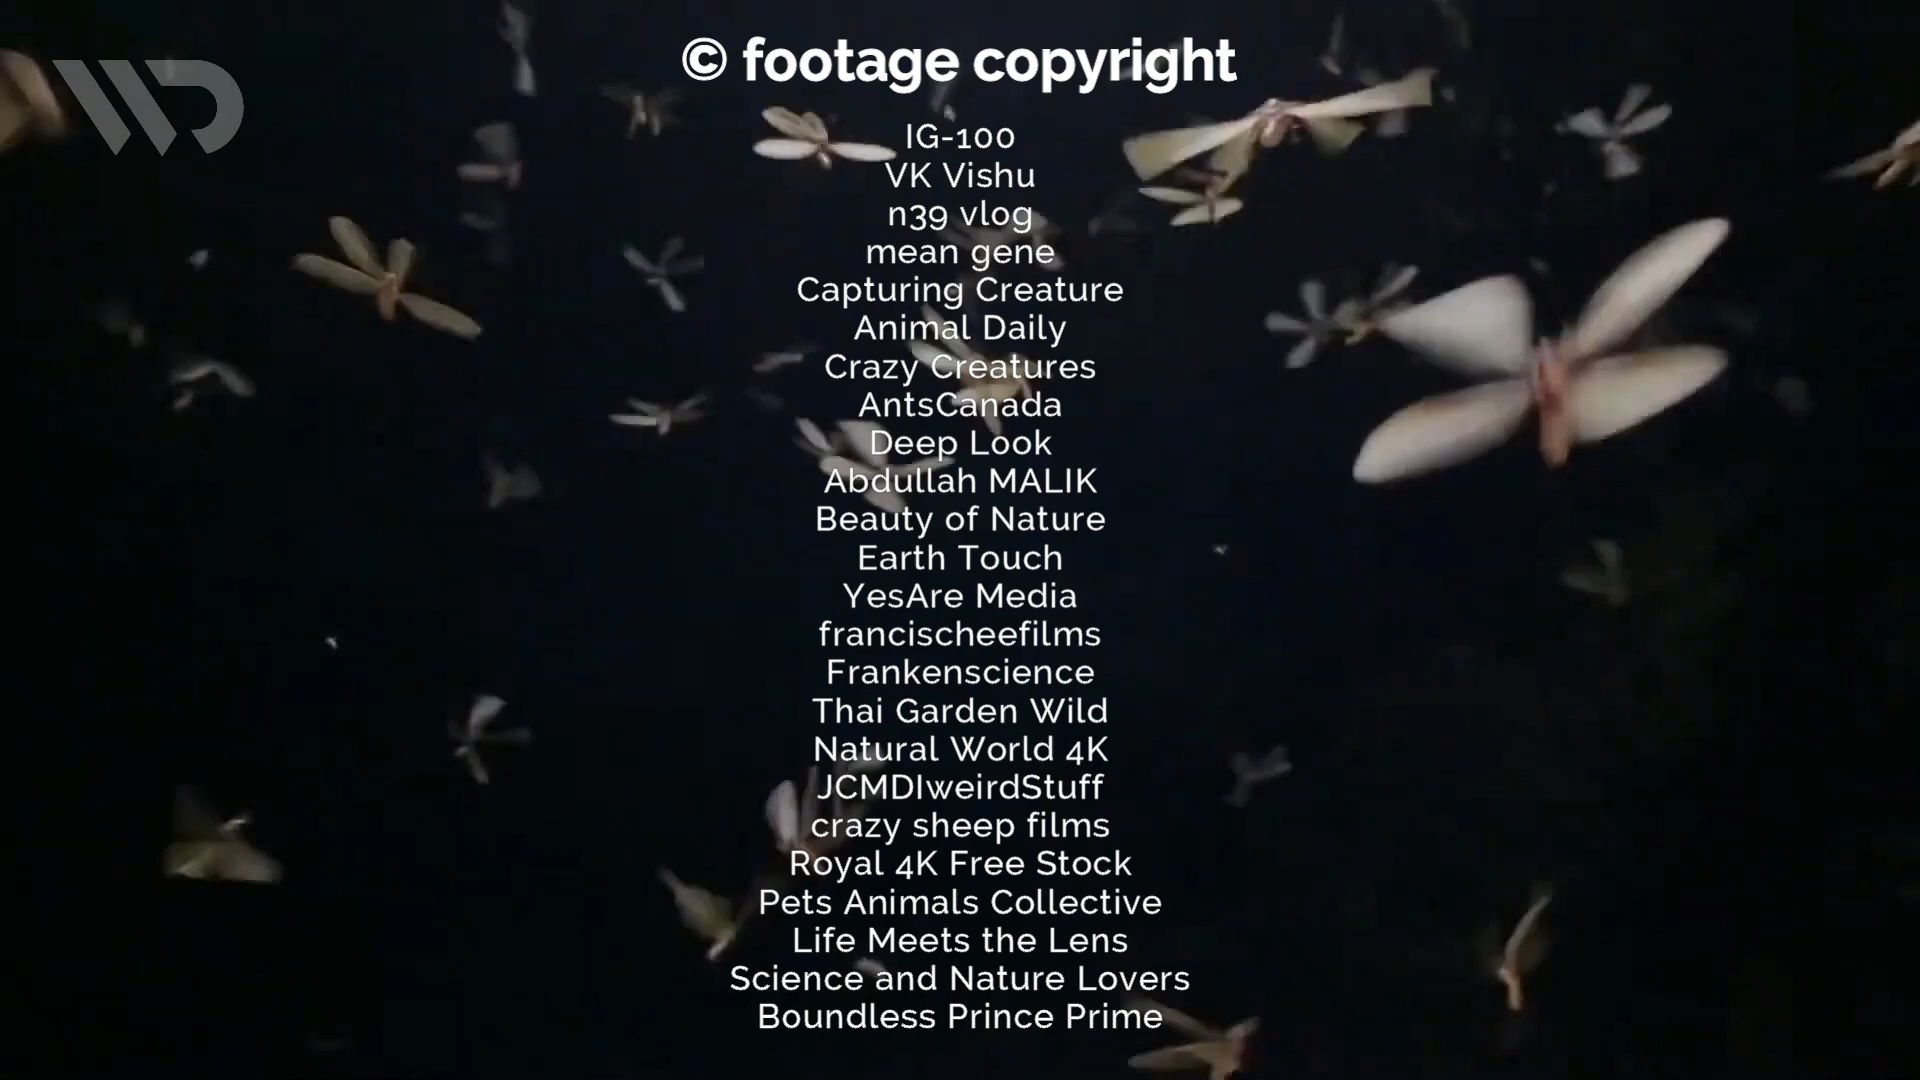 WD
© footage copyright
IG-100
VK Vishu
n39 vlog
mean gene
Capturing Creature
Animal Daily
Crazy Creatures
AntsCanada
Deep Look
Abdullah MALIK
Beauty of Nature
Earth Touch
YesAre Media
francischeefilms
Frankenscience
Thai Garden Wild
Natural World 4K
JCMDIweirdStuff
crazy sheep films
Royal 4K Free Stock
Pets Animals Collective
Life Meets the Lens
Science and Nature Lovers
Boundless Prince Prime